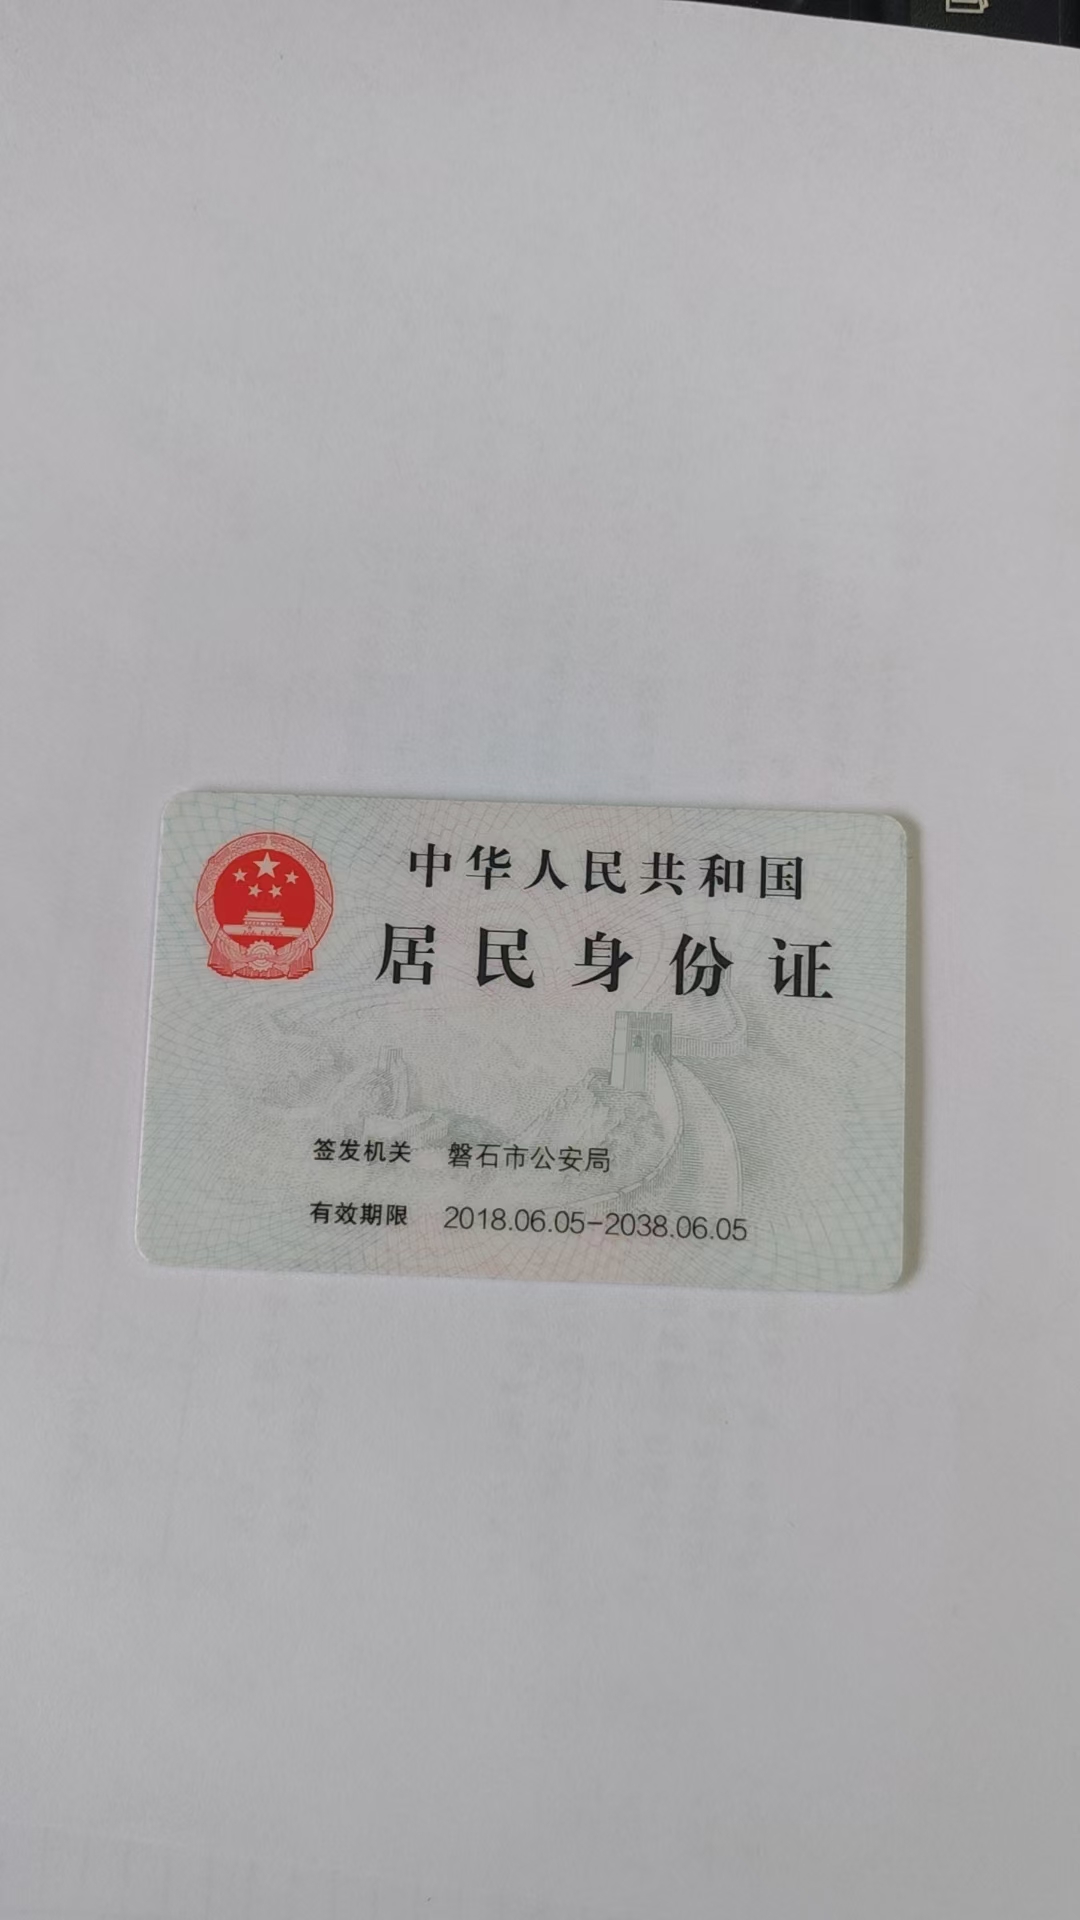 中华人民共和国
居民身份证
签发机关 磐石市公安局
有效期限 2018.06.05-2038.06.05